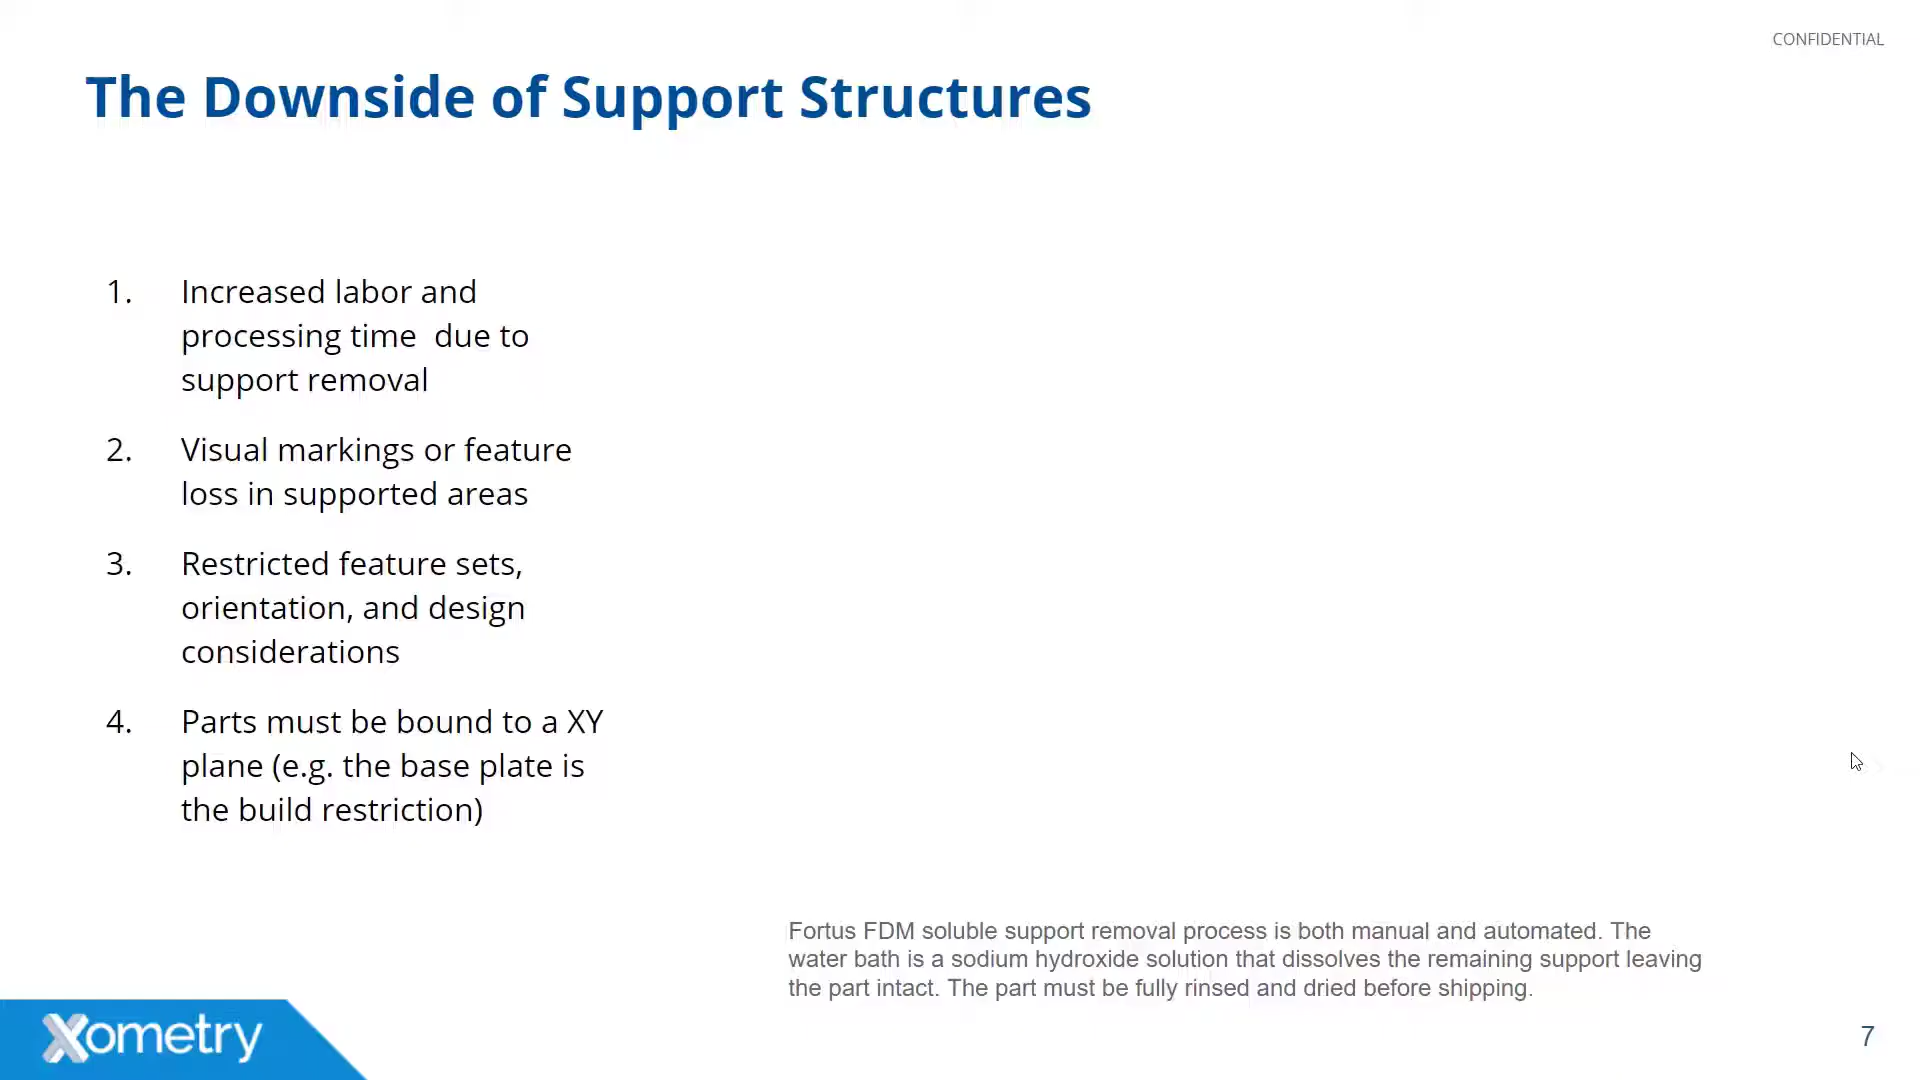 CONFIDENTIAL
The Downside of Support Structures
1. Increased labor and
processing time  due to
support removal
2. Visual markings or feature
loss in supported areas
3. Restricted feature sets,
orientation, and design
considerations
4. Parts must be bound to a XY
plane (e.g. the base plate is
the build restriction)
Fortus FDM soluble support removal process is both manual and automated. The
water bath is a sodium hydroxide solution that dissolves the remaining support leaving
the part intact. The part must be fully rinsed and dried before shipping.
Xometry
7